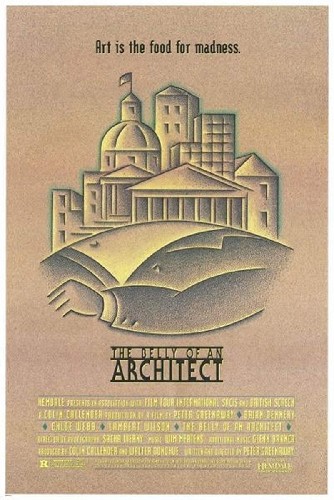 Art is the food for madness.
THE BELLY OF AN
ARCHITECT
HEMDALE PRESENTS IN ASSOCIATION WITH FILM FOUR INTERNATIONAL SACIS AND BRITISH SCREEN
A COLIN CALLENDER PRODUCTION OF A FILM BY PETER GREENAWAY ◆ BRIAN DENNEHY
CHLOE WEBB ◆ LAMBERT WILSON ◆ THE BELLY OF AN ARCHITECT ◆
DIRECTOR OF PHOTOGRAPHY SACHA VIERNY MUSIC WIM MERTENS ADDITIONAL MUSIC GLENN BRANCA
PRODUCED BY COLIN CALLENDER AND WALTER DONOHUE WRITTEN AND DIRECTED BY PETER GREENAWAY
R HEMDALE